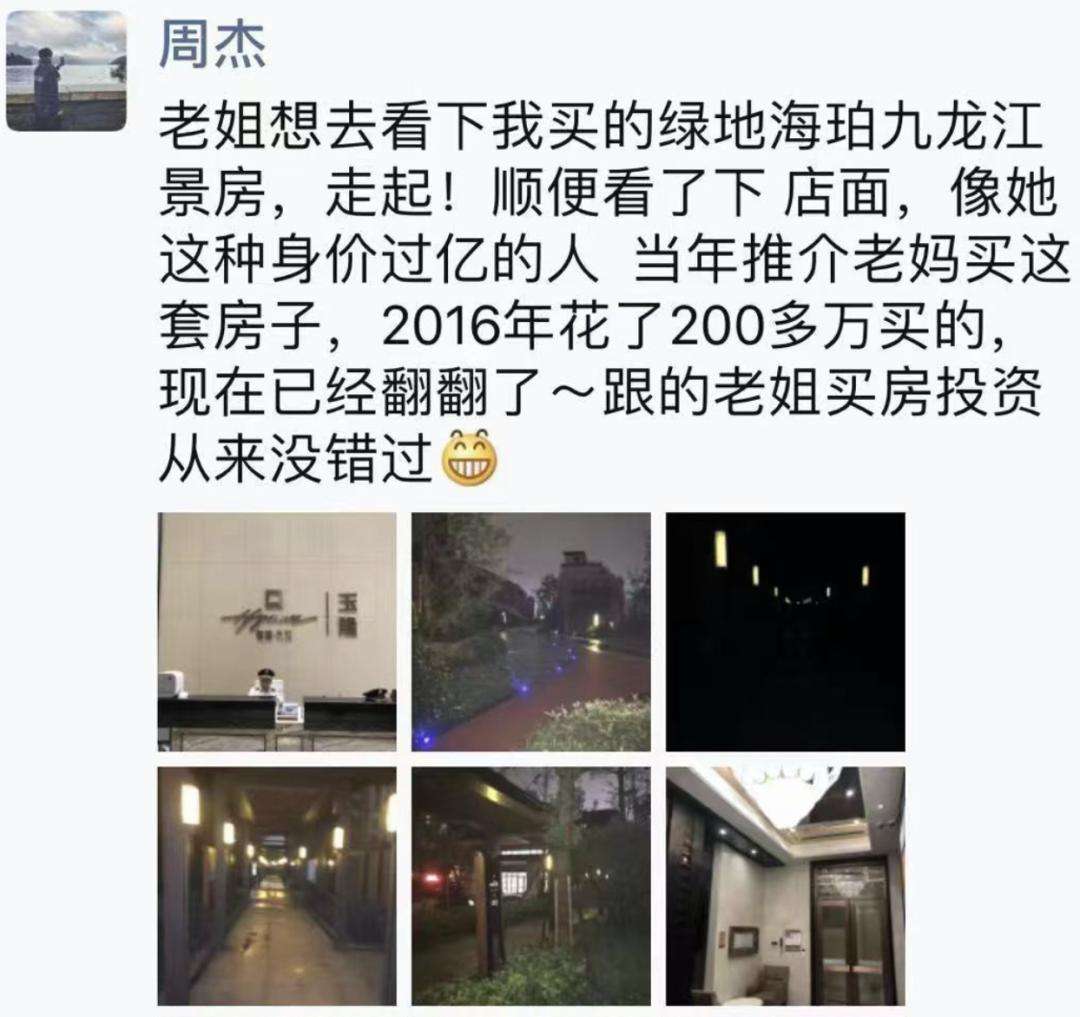 周杰
老姐想去看下我买的绿地海珀九龙江
景房，走起！顺便看了下 店面，像她
这种身价过亿的人 当年推介老妈买这
套房子，2016年花了200多万买的，
现在已经翻翻了～跟的老姐买房投资
从来没错过
玉
隆